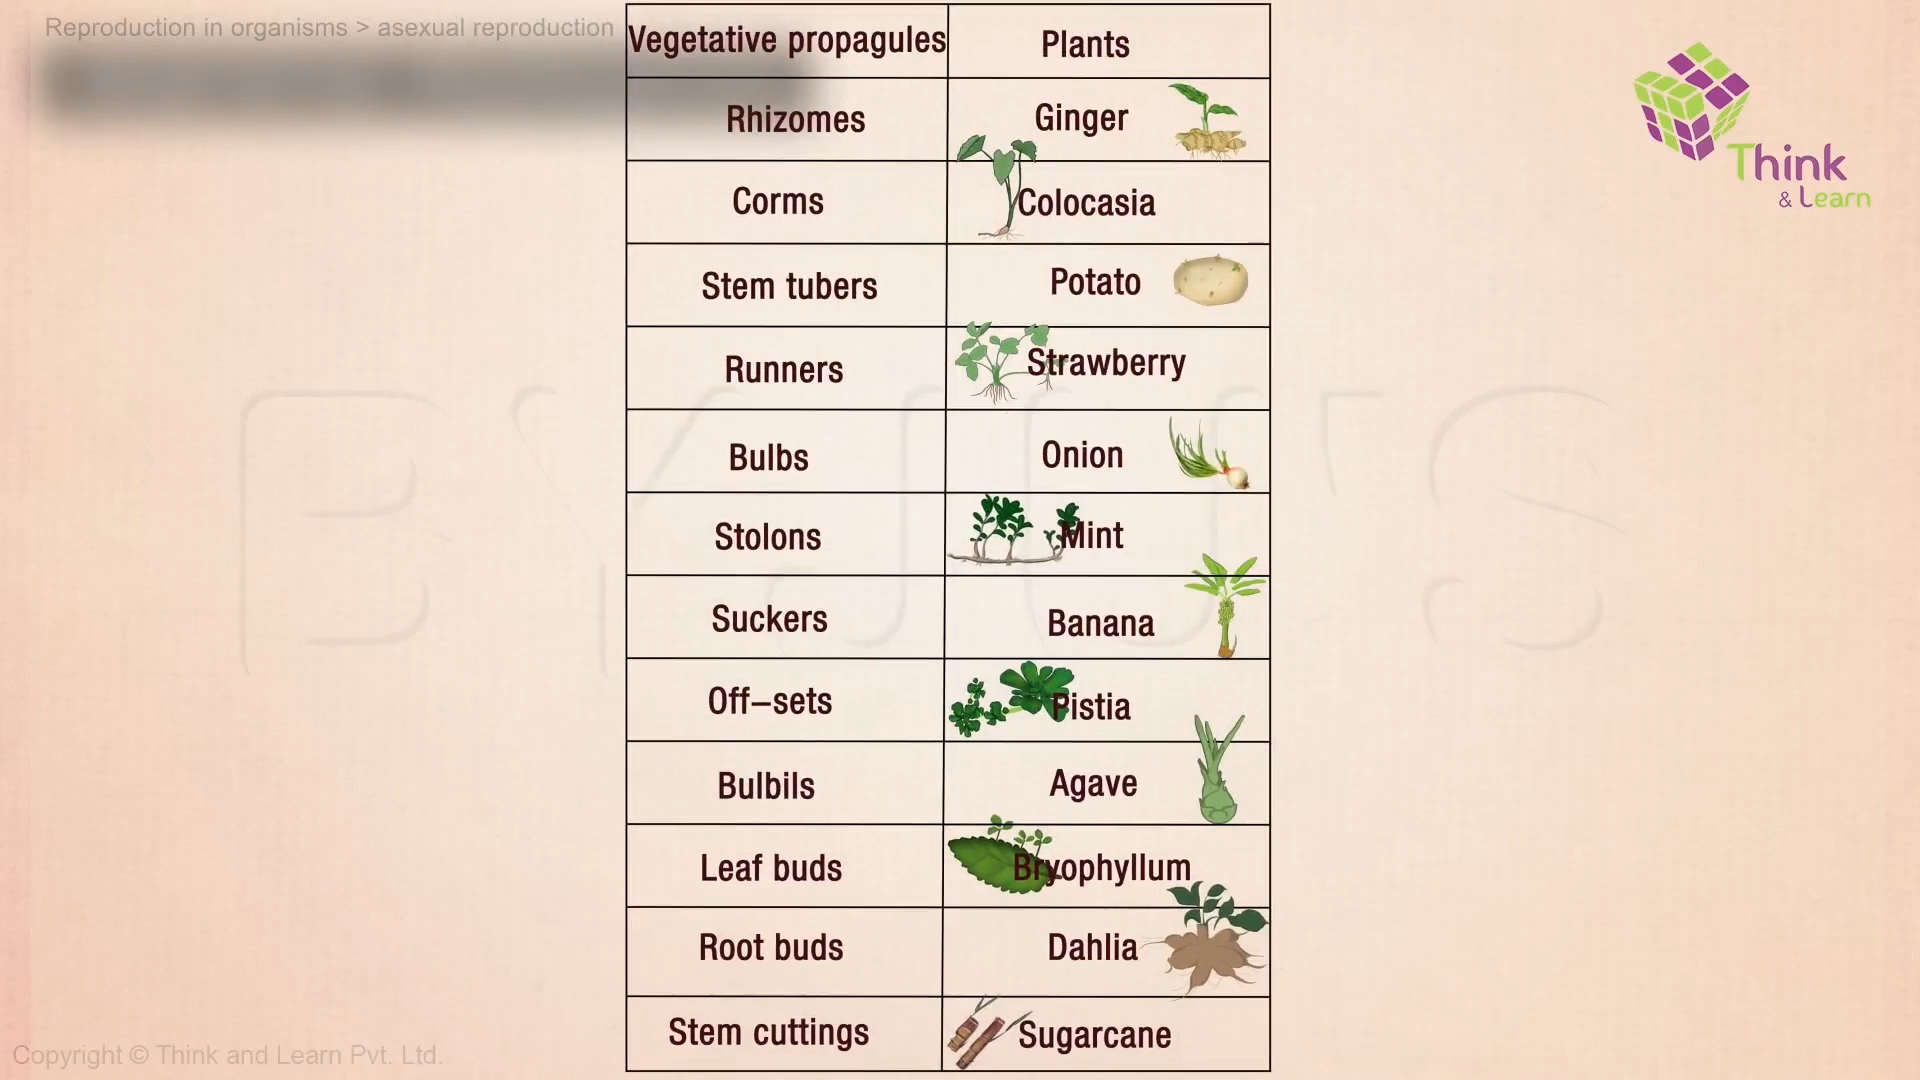 Reproduction in organisms > asexual reproduction
Vegetative propagules Plants
Rhizomes Ginger
Corms Colocasia
Stem tubers Potato
Runners Strawberry
Bulbs Onion
Stolons Mint
Suckers Banana
Off–sets Pistia
Bulbils Agave
Leaf buds Bryophyllum
Root buds Dahlia
Stem cuttings Sugarcane
Think
& Learn
BYJU'S
Copyright © Think and Learn Pvt. Ltd.